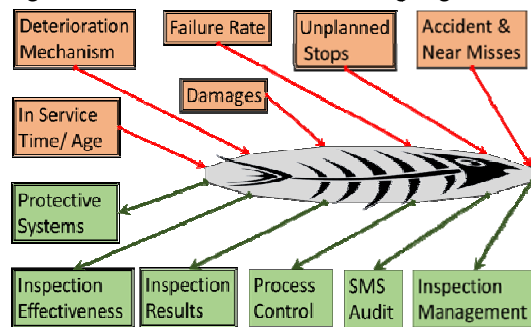 Deterioration
Mechanism
Failure Rate
Unplanned
Stops
Accident &
Near Misses
Damages
In Service
Time/ Age
Protective
Systems
Inspection
Effectiveness
Inspection
Results
Process
Control
SMS
Audit
Inspection
Management